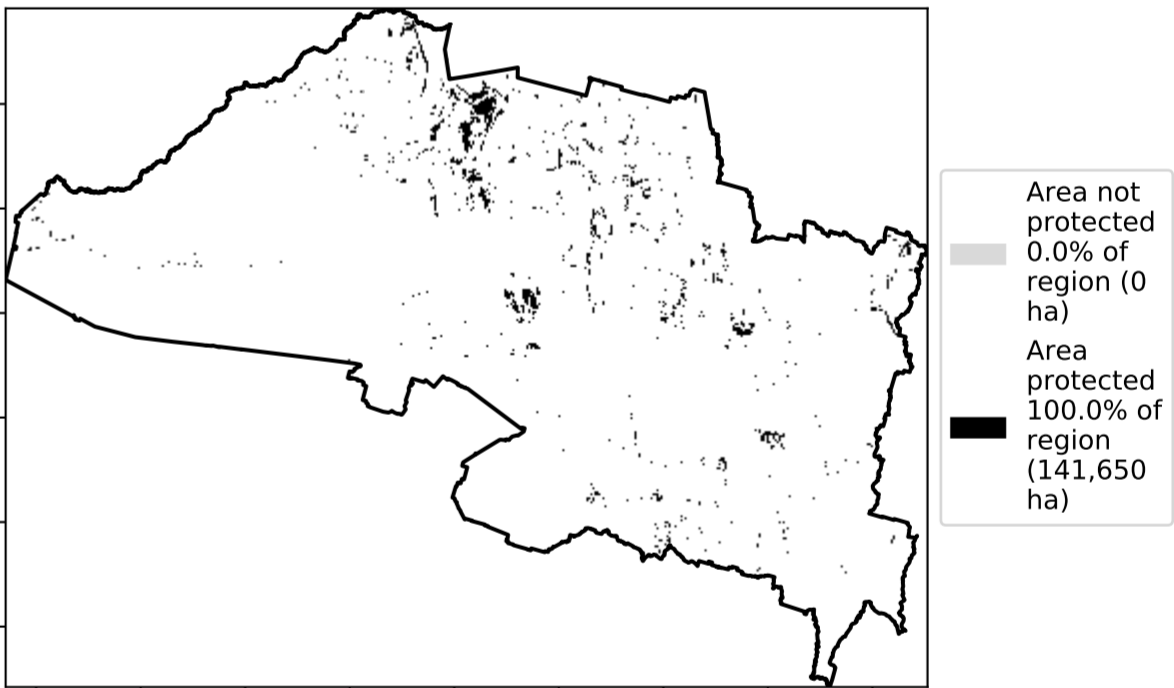 Area not
protected
0.0% of
region (0
ha)
Area
protected
100.0% of
region
(141,650
ha)